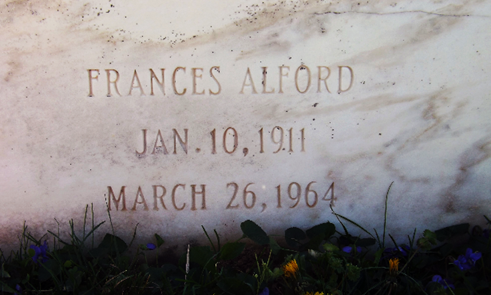 FRANCES ALFORD
JAN. 10, 1911
MARCH 26, 1964